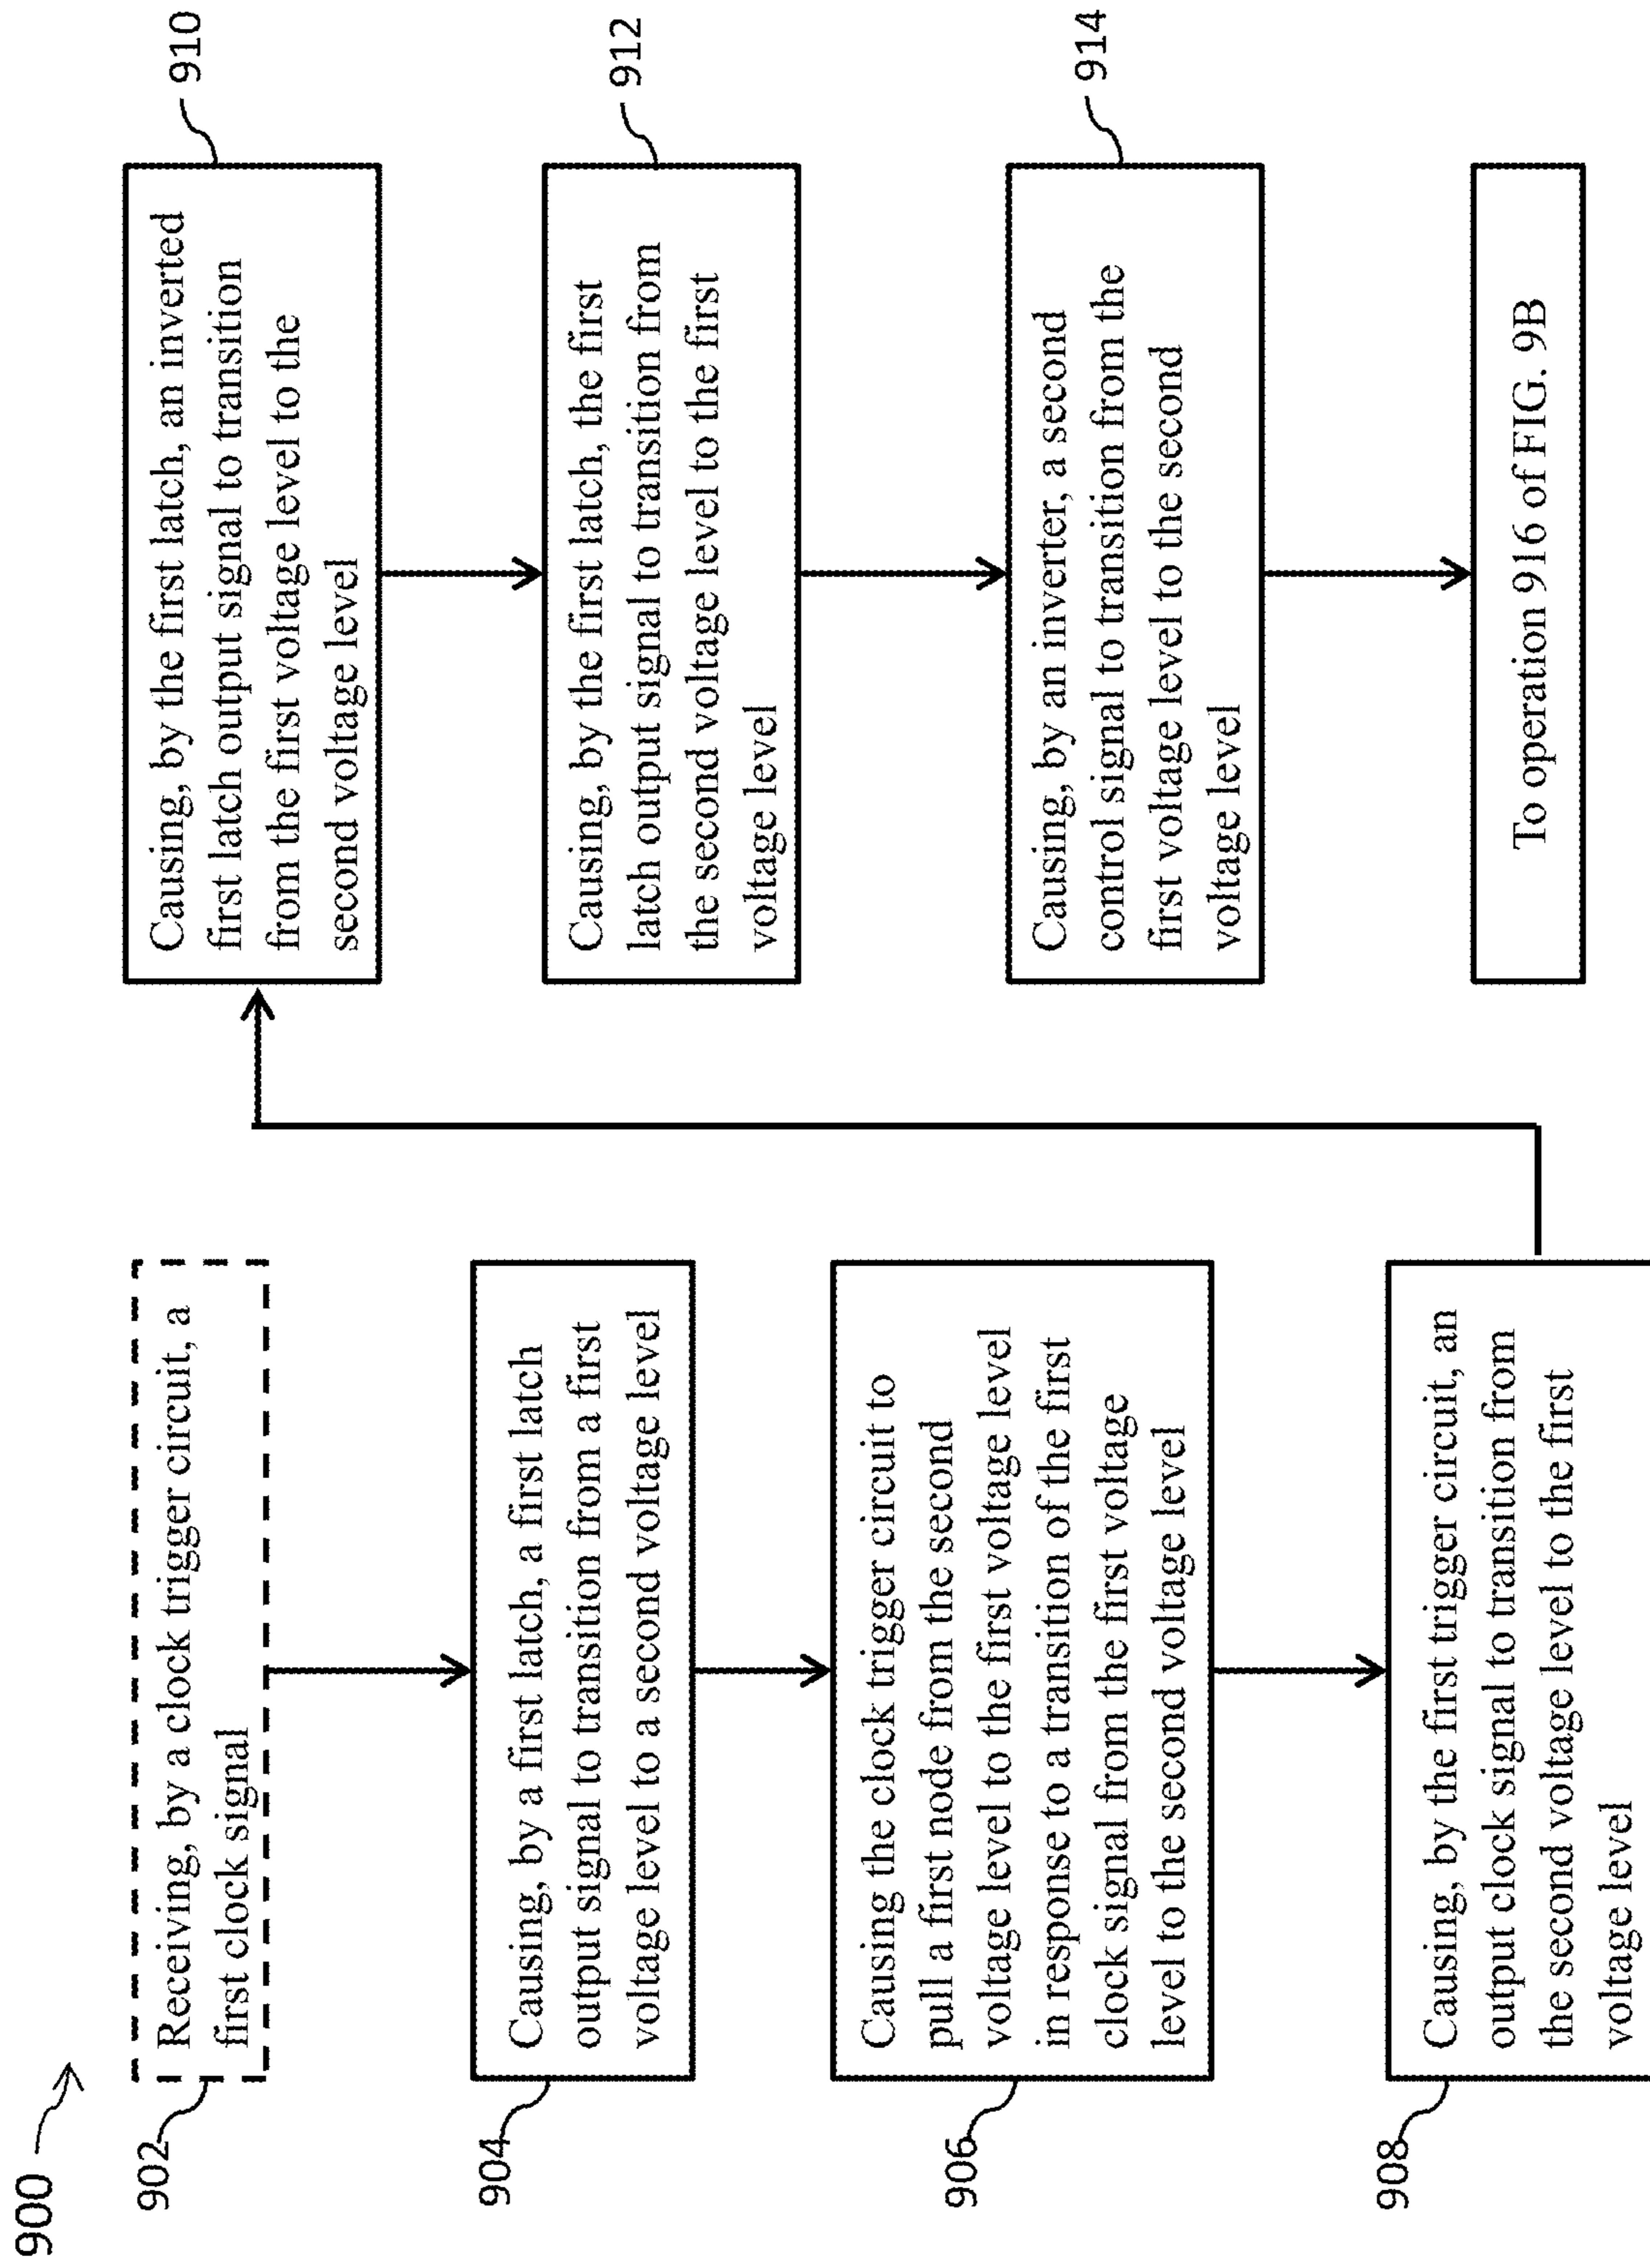 900
902
Receiving, by a clock trigger circuit, a
first clock signal
904
Causing, by a first latch, a first latch
output signal to transition from a first
voltage level to a second voltage level
906
Causing the clock trigger circuit to
pull a first node from the second
voltage level to the first voltage level
in response to a transition of the first
clock signal from the first voltage
level to the second voltage level
908
Causing, by the first trigger circuit, an
output clock signal to transition from
the second voltage level to the first
voltage level
910
Causing, by the first latch, an inverted
first latch output signal to transition
from the first voltage level to the
second voltage level
912
Causing, by the first latch, the first
latch output signal to transition from
the second voltage level to the first
voltage level
914
Causing, by an inverter, a second
control signal to transition from the
first voltage level to the second
voltage level
To operation 916 of FIG. 9B